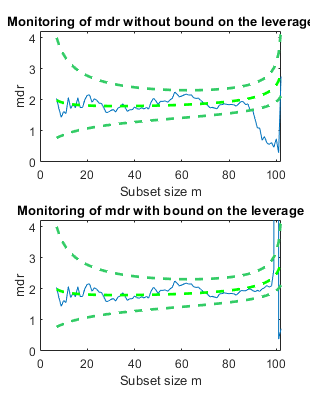 Monitoring of mdr without bound on the leverage
4
3
2
1
0
mdr
0 20 40 60 80 100
Subset size m
Monitoring of mdr with bound on the leverage
4
3
2
1
0
mdr
0 20 40 60 80 100
Subset size m